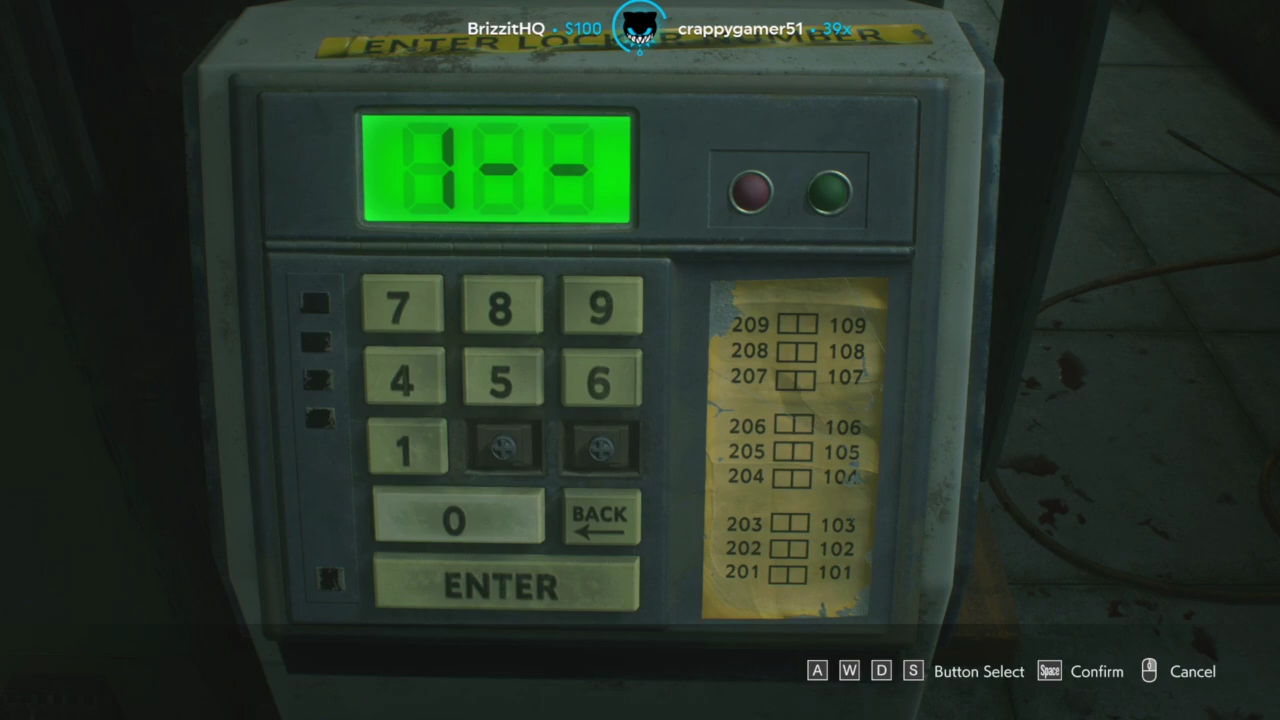 BrizzitHQ • $100 crappygamer51 • 39x
ENTER LOCKER NUMBER
1--
7 8 9
4 5 6
1
0 BACK
ENTER
209 109
208 108
207 107
206 106
205 105
204 104
203 103
202 102
201 101
A W D S Button Select Space Confirm Cancel